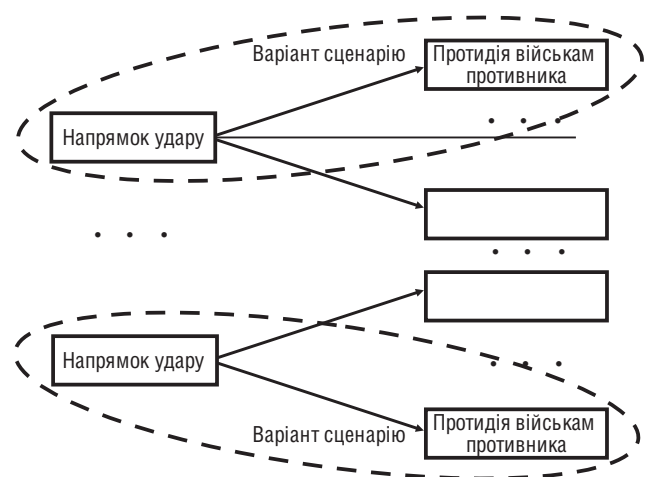 Варіант сценарію
Протидія військам
противника
Напрямок удару
Напрямок удару
Варіант сценарію
Протидія військам
противника